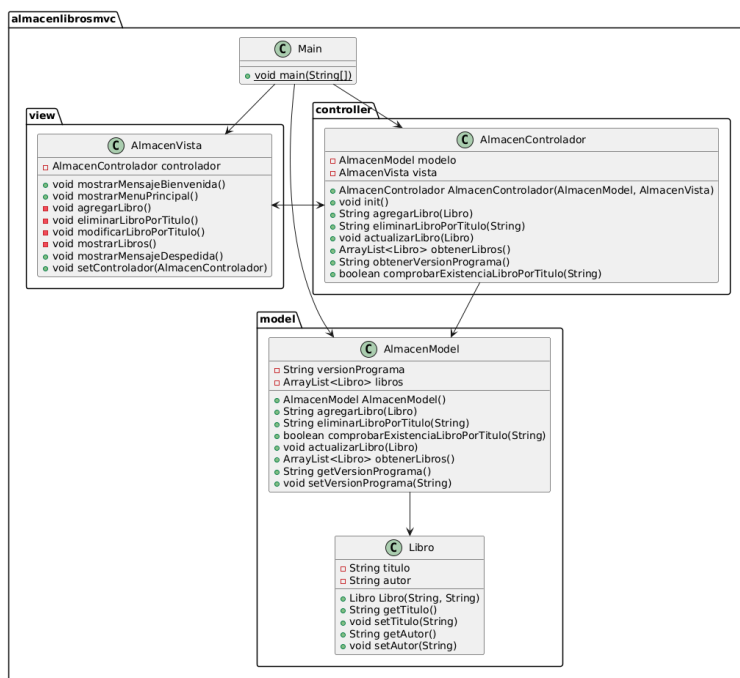 almacenlibrosmvc
C Main
void main(String[])
view
C AlmacenVista
AlmacenControlador controlador
void mostrarMensajeBienvenida()
void mostrarMenuPrincipal()
void agregarLibro()
void eliminarLibroPorTitulo()
void modificarLibroPorTitulo()
void mostrarLibros()
void mostrarMensajeDespedida()
void setControlador(AlmacenControlador)
controller
C AlmacenControlador
AlmacenModel modelo
AlmacenVista vista
AlmacenControlador AlmacenControlador(AlmacenModel, AlmacenVista)
void init()
String agregarLibro(Libro)
String eliminarLibroPorTitulo(String)
void actualizarLibro(Libro)
ArrayList<Libro> obtenerLibros()
String obtenerVersionPrograma()
boolean comprobarExistenciaLibroPorTitulo(String)
model
C AlmacenModel
String versionPrograma
ArrayList<Libro> libros
AlmacenModel AlmacenModel()
String agregarLibro(Libro)
String eliminarLibroPorTitulo(String)
boolean comprobarExistenciaLibroPorTitulo(String)
void actualizarLibro(Libro)
ArrayList<Libro> obtenerLibros()
String getVersionPrograma()
void setVersionPrograma(String)
C Libro
String titulo
String autor
Libro Libro(String, String)
String getTitulo()
void setTitulo(String)
String getAutor()
void setAutor(String)